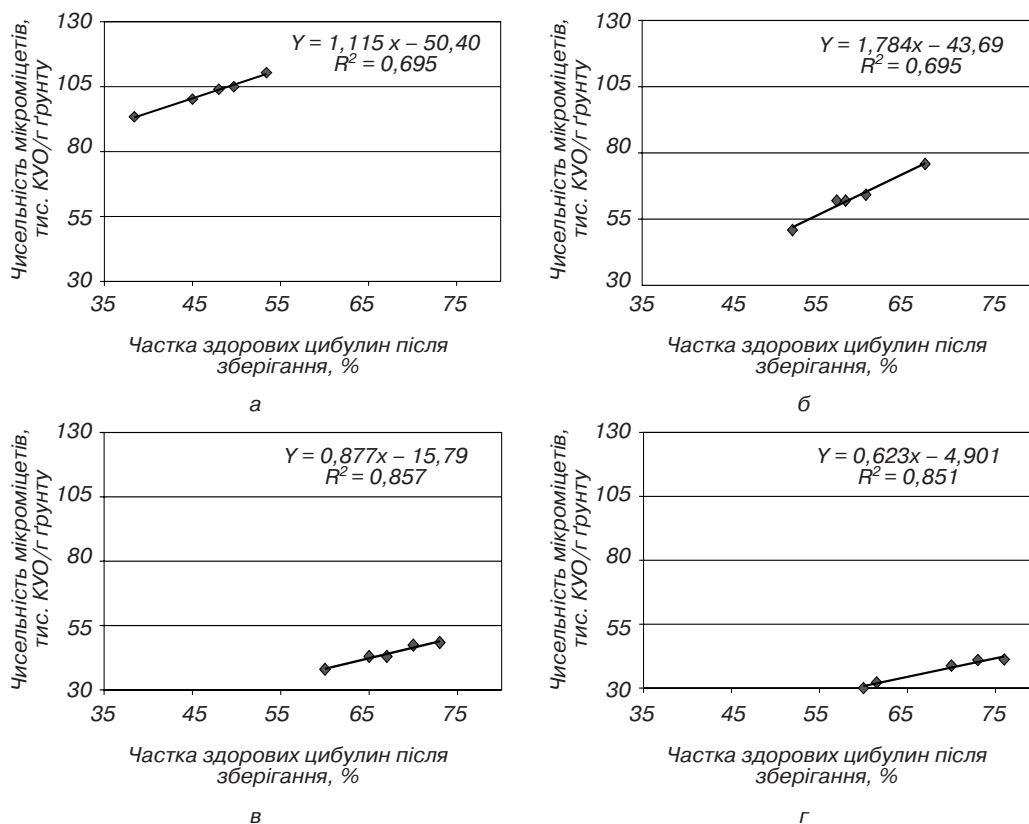 Чисельність мікроміцетів,
тис. КУО/г ґрунту
130
105
80
55
30
Y = 1,115 x – 50,40
R² = 0,695
35 45 55 65 75
Частка здорових цибулин після
зберігання, %
а
Чисельність мікроміцетів,
тис. КУО/г ґрунту
130
105
80
55
30
Y = 1,784x – 43,69
R² = 0,695
35 45 55 65 75
Частка здорових цибулин після
зберігання, %
б
Чисельність мікроміцетів,
тис. КУО/г ґрунту
130
105
80
55
30
Y = 0,877x – 15,79
R² = 0,857
35 45 55 65 75
Частка здорових цибулин після
зберігання, %
в
Чисельність мікроміцетів,
тис. КУО/г ґрунту
130
105
80
55
30
Y = 0,623x – 4,901
R² = 0,851
35 45 55 65 75
Частка здорових цибулин після
зберігання, %
г